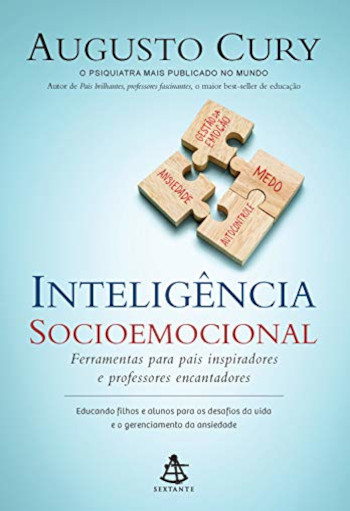 AUGUSTO CURY
O PSIQUIATRA MAIS PUBLICADO NO MUNDO
Autor de Pais brilhantes, professores fascinantes, o maior best-seller de educação
GESTÃO DA
EMOÇÃO
ANSIEDADE
MEDO
AUTOCONTROLE
INTELIGÊNCIA
SOCIOEMOCIONAL
Ferramentas para pais inspiradores
e professores encantadores
Educando filhos e alunos para os desafios da vida
e o gerenciamento da ansiedade
SEXTANTE